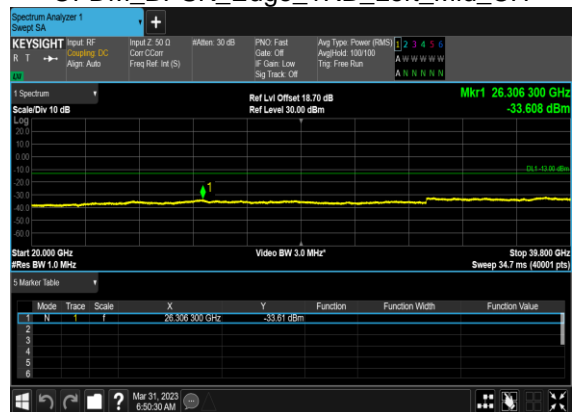 Spectrum Analyzer 1
Swept SA
+
KEYSIGHT Input: RF Input Z: 50 Ω #Atten: 30 dB PNO: Fast Avg Type: Power (RMS) 1 2 3 4 5 6
R T Coupling: DC Corr CCorr Gate: Off Avg|Hold: 100/100 A W W W W W
Align: Auto Freq Ref: Int (S) IF Gain: Low Trig: Free Run
Sig Track: Off A N N N N N
LW
1 Spectrum Ref Lvl Offset 18.70 dB Mkr1 26.306 300 GHz
Scale/Div 10 dB Ref Level 30.00 dBm -33.608 dBm
Log
20.0
10.0
0.00
-10.0 DL1 -13.00 dBm
-20.0
-30.0 1
-40.0
-50.0
-60.0
Start 20.000 GHz Video BW 3.0 MHz* Stop 39.800 GHz
#Res BW 1.0 MHz Sweep 34.7 ms (40001 pts)
5 Marker Table
Mode Trace Scale X Y Function Function Width Function Value
1 N 1 f 26.306 300 GHz -33.61 dBm
2
3
4
5
6
? Mar 31, 2023
6:50:30 AM